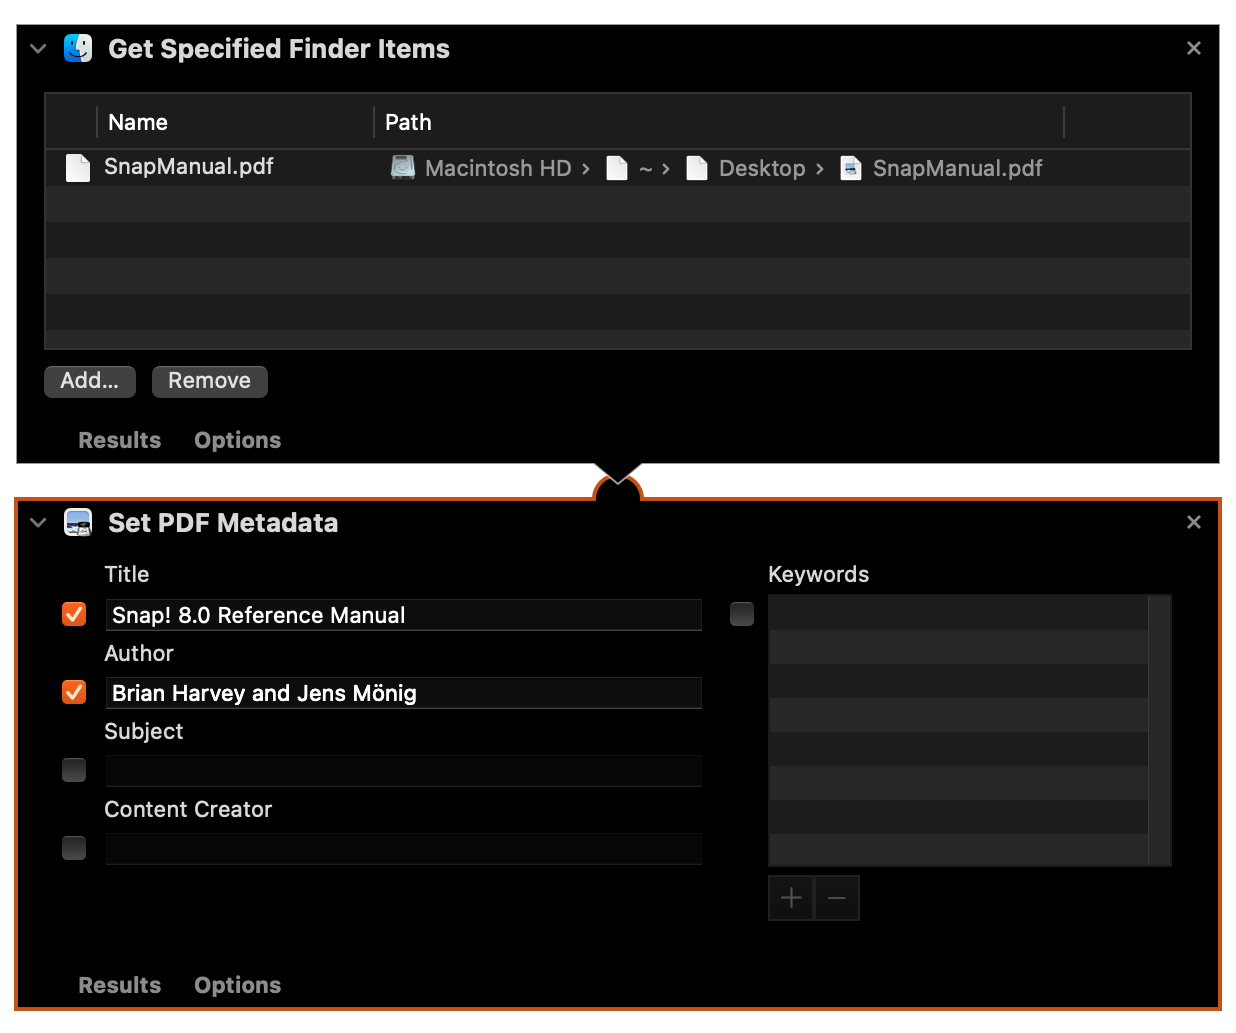 Get Specified Finder Items
Name Path
SnapManual.pdf Macintosh HD › ~ › Desktop › SnapManual.pdf
Add... Remove
Results Options
Set PDF Metadata
Title
Snap! 8.0 Reference Manual
Author
Brian Harvey and Jens Mönig
Subject
Content Creator
Keywords
Results Options